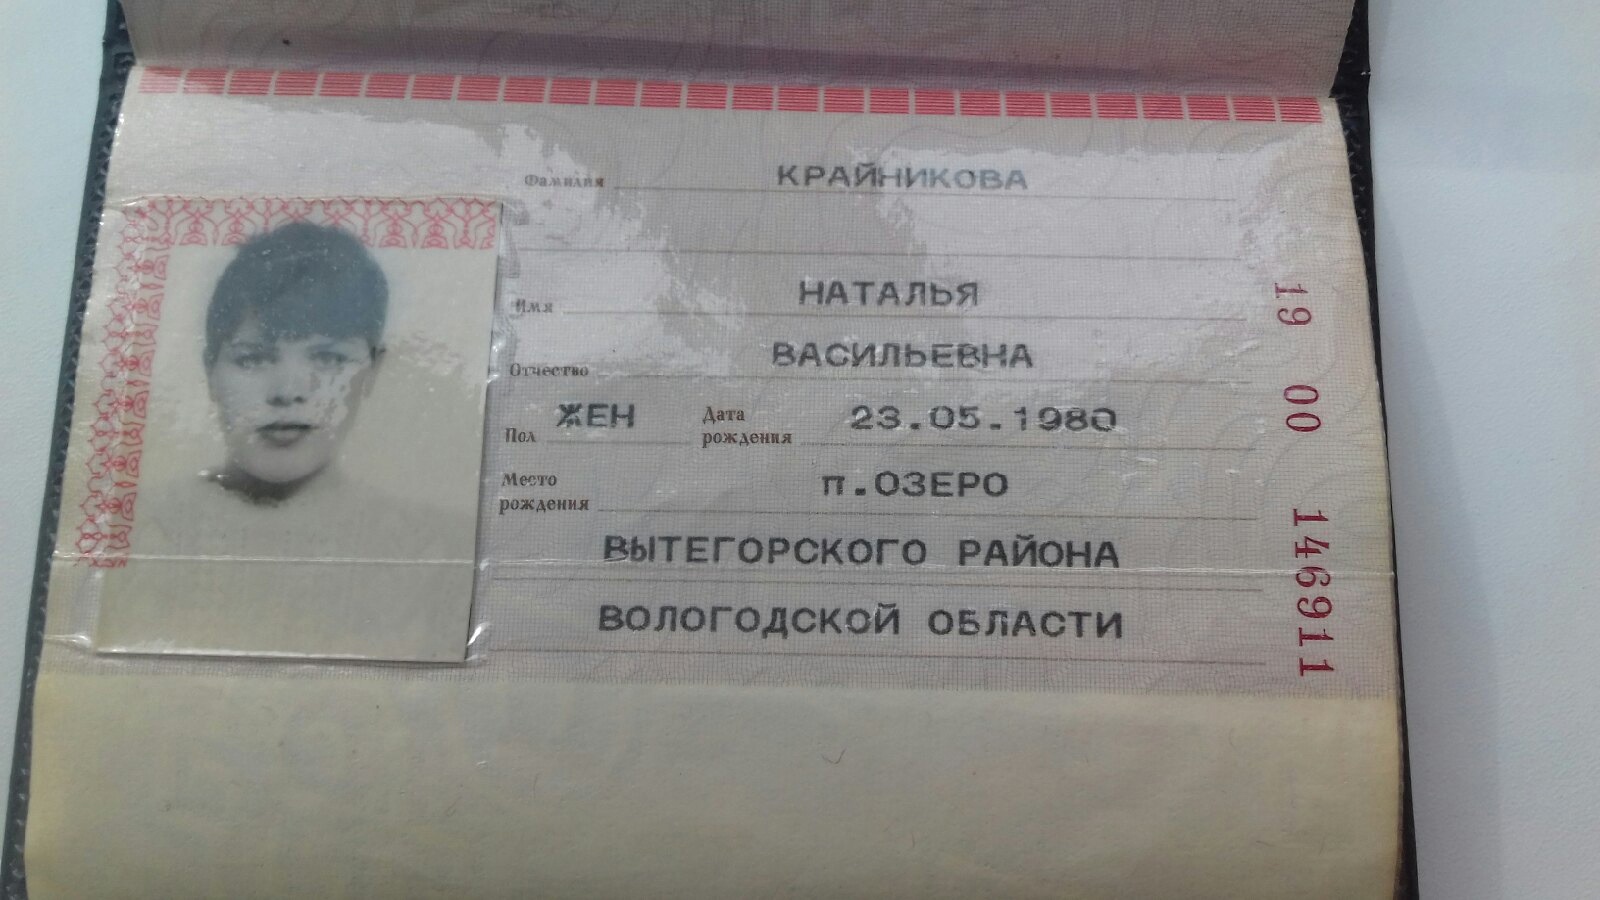 Фамилия КРАЙНИКОВА
Имя НАТАЛЬЯ
Отчество ВАСИЛЬЕВНА
Пол ЖЕН Дата рождения 23.05.1980
Место рождения п.ОЗЕРО
ВЫТЕГОРСКОГО РАЙОНА
ВОЛОГОДСКОЙ ОБЛАСТИ
19 00 146911